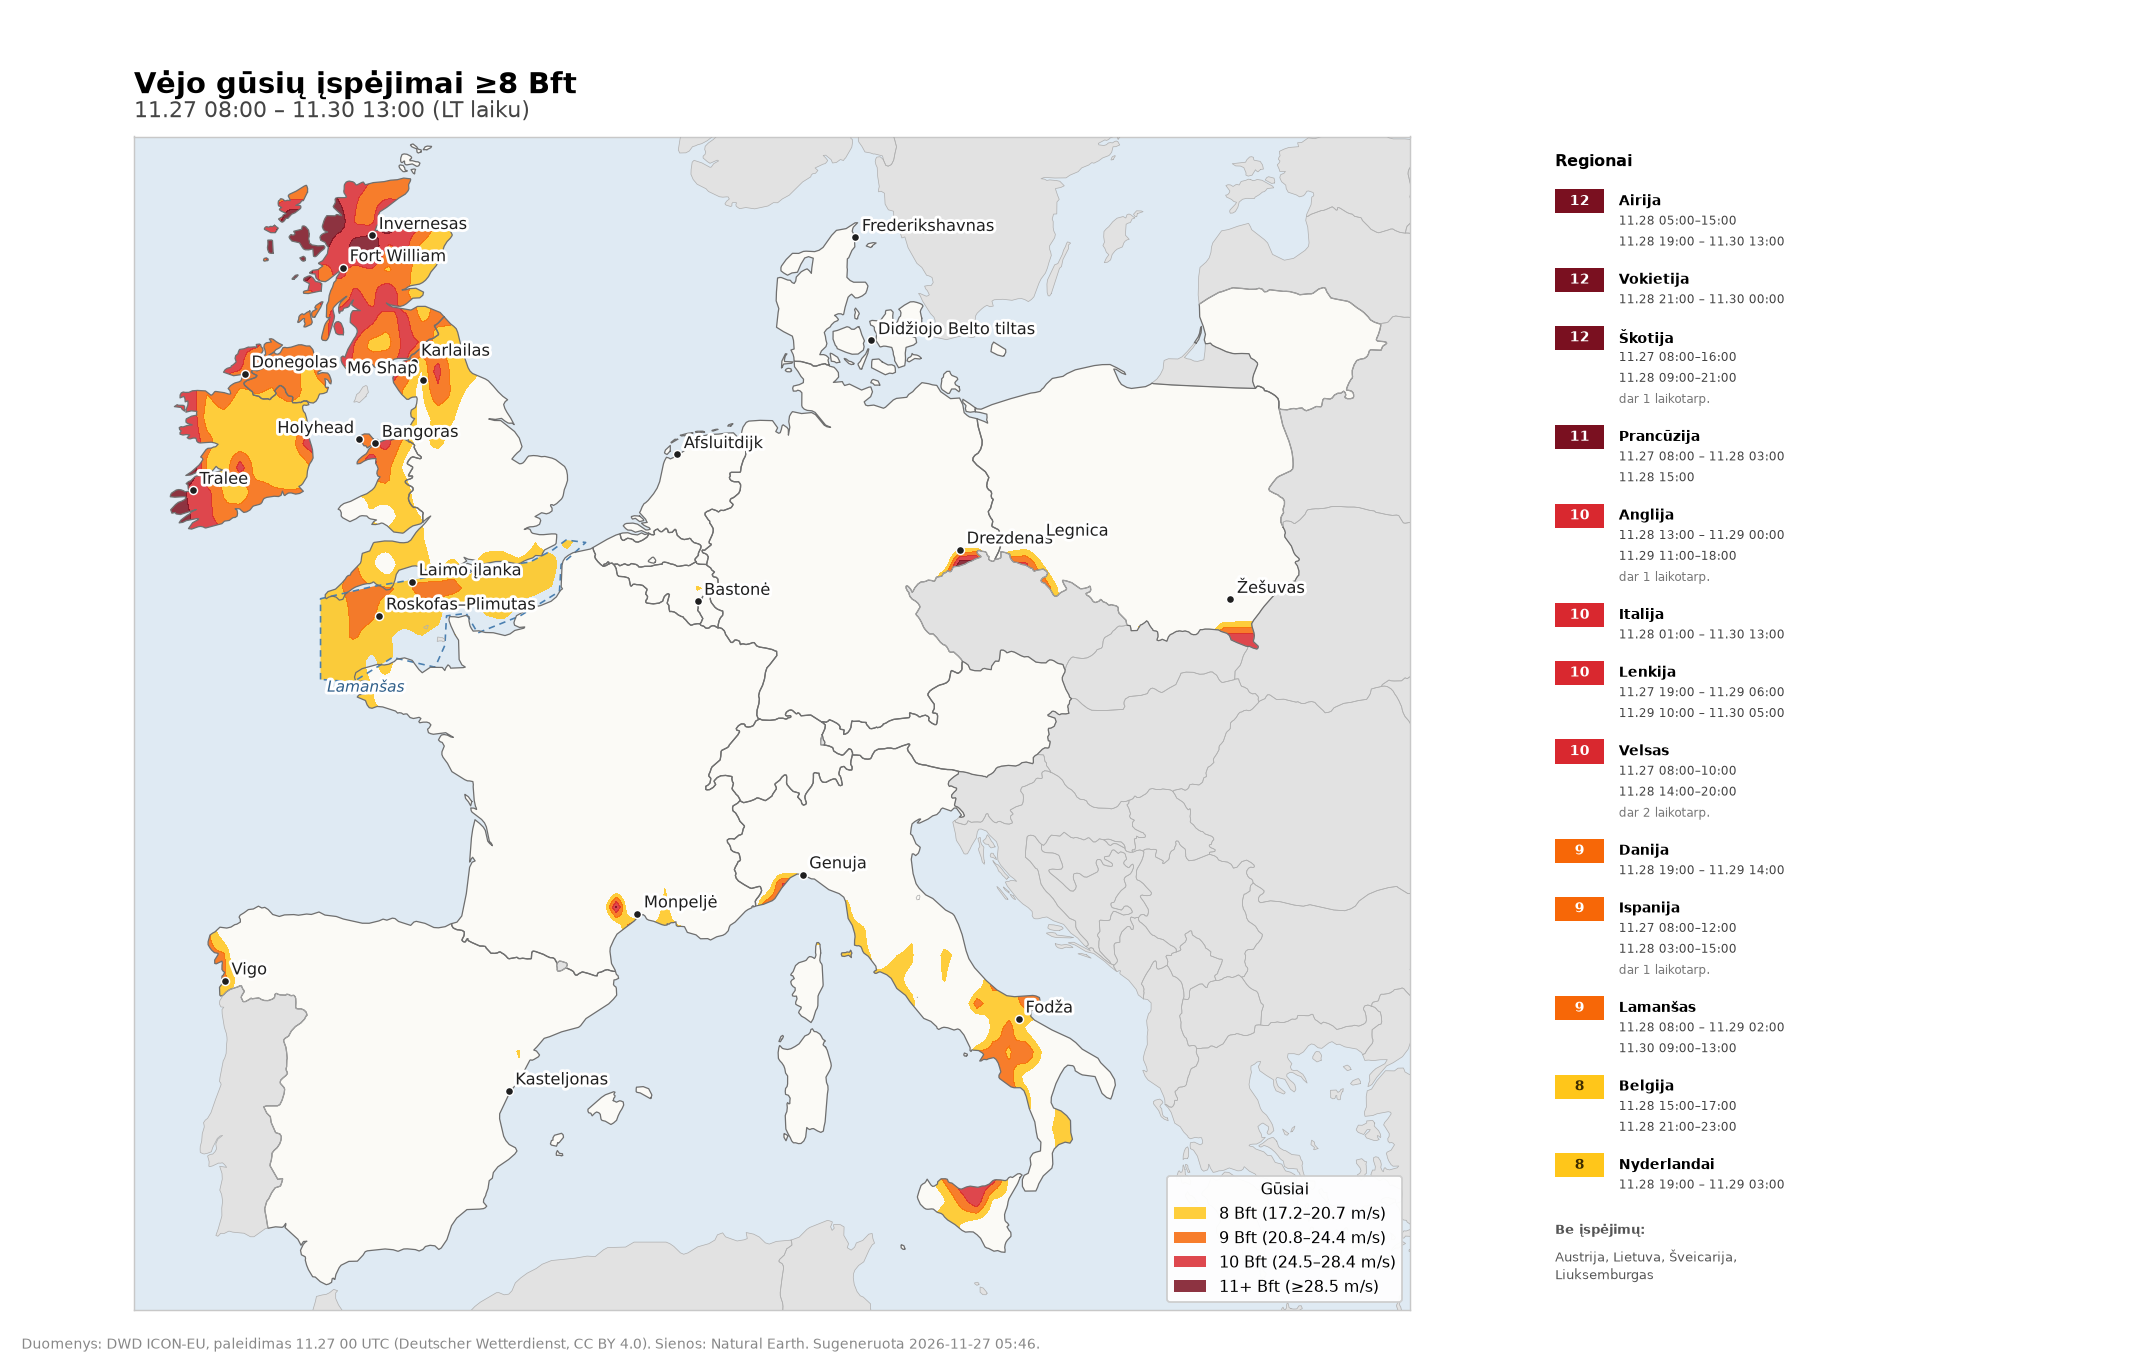 Vėjo gūsių įspėjimai ≥8 Bft
11.27 08:00 – 11.30 13:00 (LT laiku)
Invernesas
Fort William
Frederikshavnas
Didžiojo Belto tiltas
Karlailas
Donegolas
M6 Shap
Holyhead
Bangoras
Afsluitdijk
Tralee
Legnica
Drezdenas
Laimo įlanka
Bastonė
Žešuvas
Roskofas–Plimutas
Lamanšas
Genuja
Monpeljė
Vigo
Fodža
Kasteljonas
Gūsiai
8 Bft (17.2–20.7 m/s)
9 Bft (20.8–24.4 m/s)
10 Bft (24.5–28.4 m/s)
11+ Bft (≥28.5 m/s)
Regionai
12 Airija
11.28 05:00–15:00
11.28 19:00 – 11.30 13:00
12 Vokietija
11.28 21:00 – 11.30 00:00
12 Škotija
11.27 08:00–16:00
11.28 09:00–21:00
dar 1 laikotarp.
11 Prancūzija
11.27 08:00 – 11.28 03:00
11.28 15:00
10 Anglija
11.28 13:00 – 11.29 00:00
11.29 11:00–18:00
dar 1 laikotarp.
10 Italija
11.28 01:00 – 11.30 13:00
10 Lenkija
11.27 19:00 – 11.29 06:00
11.29 10:00 – 11.30 05:00
10 Velsas
11.27 08:00–10:00
11.28 14:00–20:00
dar 2 laikotarp.
9 Danija
11.28 19:00 – 11.29 14:00
9 Ispanija
11.27 08:00–12:00
11.28 03:00–15:00
dar 1 laikotarp.
9 Lamanšas
11.28 08:00 – 11.29 02:00
11.30 09:00–13:00
8 Belgija
11.28 15:00–17:00
11.28 21:00–23:00
8 Nyderlandai
11.28 19:00 – 11.29 03:00
Be įspėjimų:
Austrija, Lietuva, Šveicarija,
Liuksemburgas
Duomenys: DWD ICON-EU, paleidimas 11.27 00 UTC (Deutscher Wetterdienst, CC BY 4.0). Sienos: Natural Earth. Sugeneruota 2026-11-27 05:46.